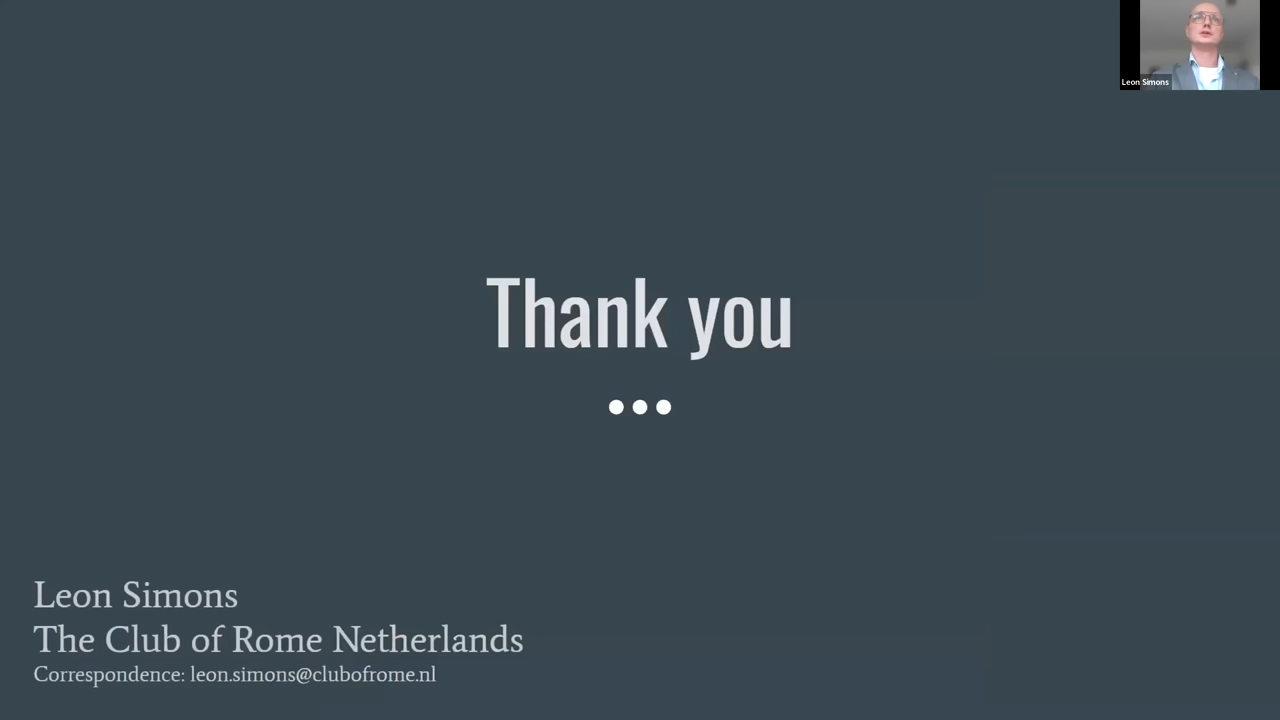 Leon Simons
Thank you
Leon Simons
The Club of Rome Netherlands
Correspondence: leon.simons@clubofrome.nl